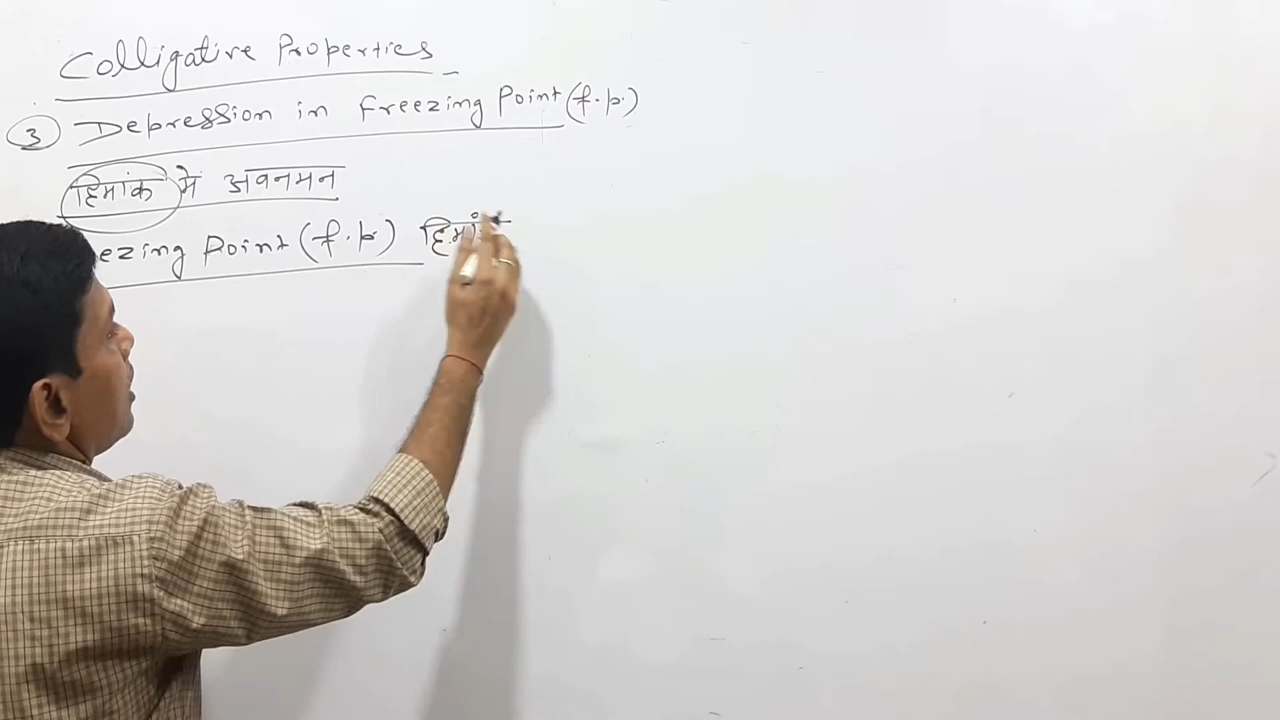 Colligative Properties
3 Depression in Freezing Point (f.p.)
हिमांक में अवनमन
ezing Point (f.p.) हिमां